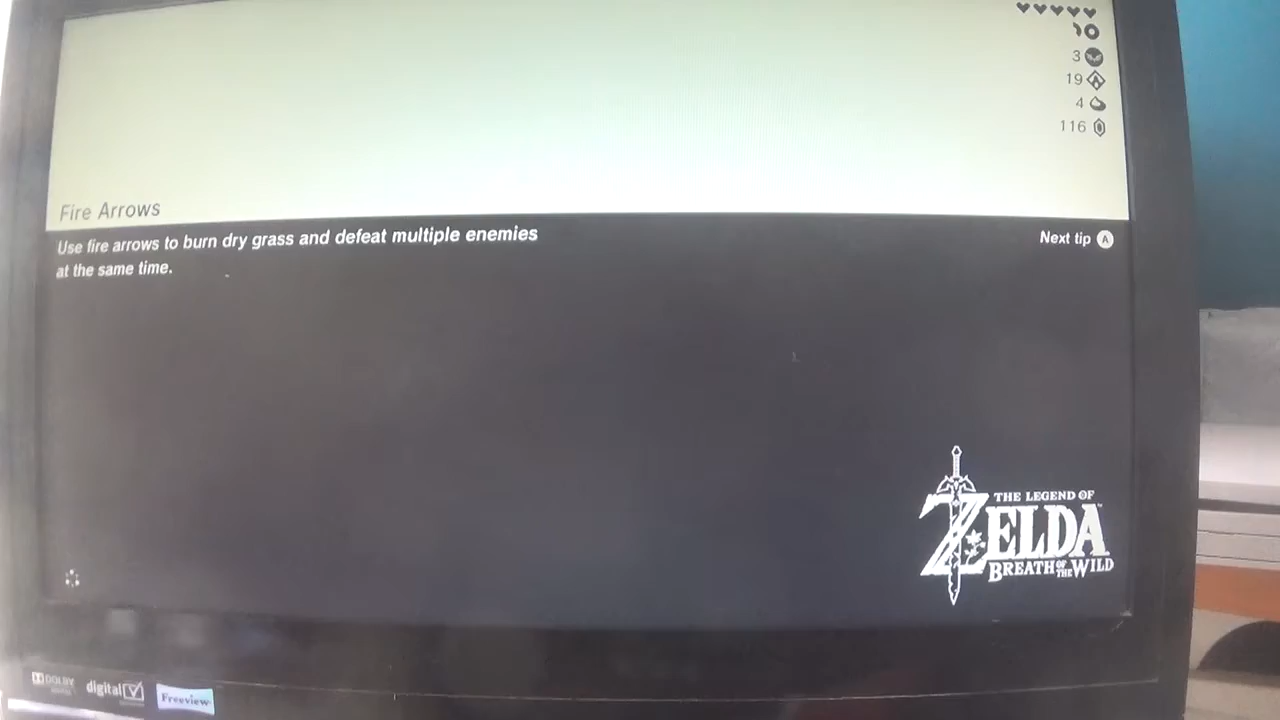 3
19
4
116
Fire Arrows
Use fire arrows to burn dry grass and defeat multiple enemies
at the same time.
Next tip A
THE LEGEND OF
ZELDA
BREATH OF THE WILD
DOLBY
digital
Freeview